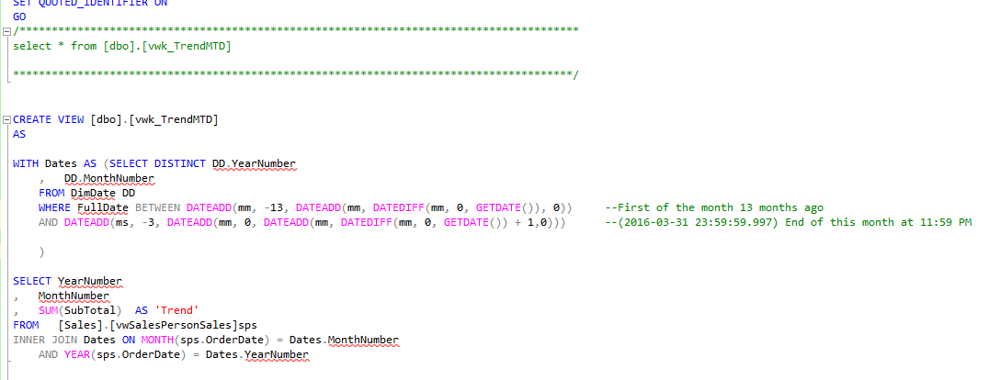 SET QUOTED_IDENTIFIER ON
GO
/***************************************************************************************
select * from [dbo].[vwk_TrendMTD]
***************************************************************************************/
CREATE VIEW [dbo].[vwk_TrendMTD]
AS
WITH Dates AS (SELECT DISTINCT DD.YearNumber
,   DD.MonthNumber
FROM DimDate DD
WHERE FullDate BETWEEN DATEADD(mm, -13, DATEADD(mm, DATEDIFF(mm, 0, GETDATE()), 0))     --First of the month 13 months ago
AND DATEADD(ms, -3, DATEADD(mm, 0, DATEADD(mm, DATEDIFF(mm, 0, GETDATE()) + 1,0)))      --(2016-03-31 23:59:59.997) End of this month at 11:59 PM
)
SELECT YearNumber
,   MonthNumber
,   SUM(SubTotal)  AS 'Trend'
FROM   [Sales].[vwSalesPersonSales]sps
INNER JOIN Dates ON MONTH(sps.OrderDate) = Dates.MonthNumber
AND YEAR(sps.OrderDate) = Dates.YearNumber